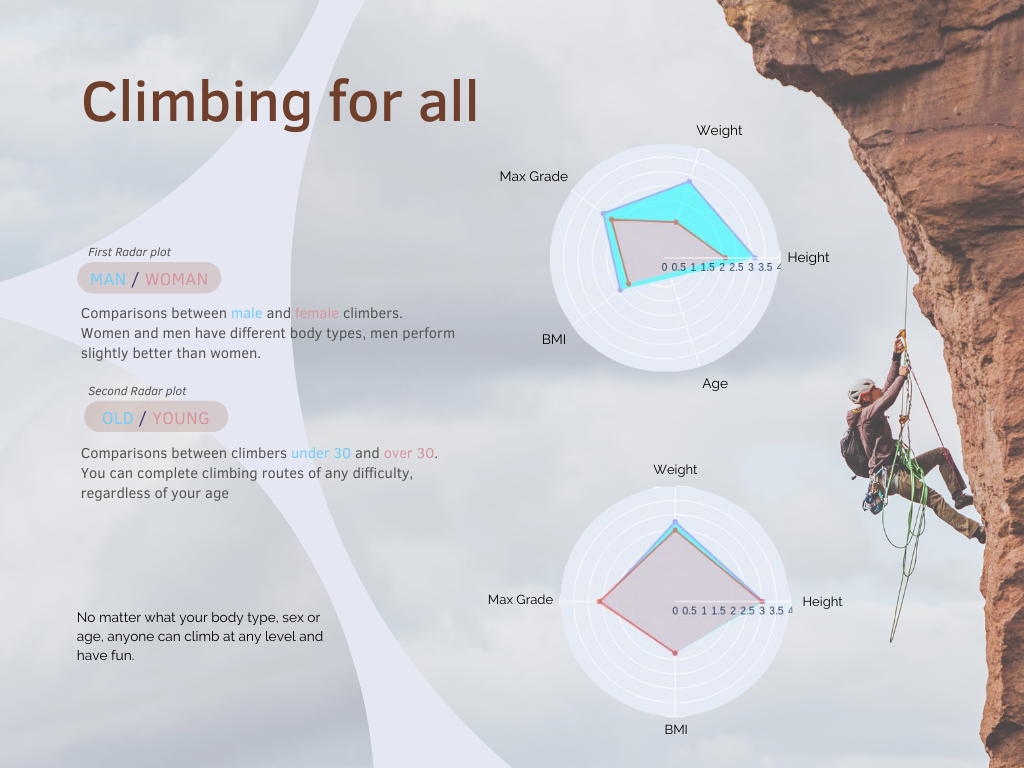 Climbing for all
First Radar plot
MAN / WOMAN
Comparisons between male and female climbers.
Women and men have different body types, men perform
slightly better than women.
Second Radar plot
OLD / YOUNG
Comparisons between climbers under 30 and over 30.
You can complete climbing routes of any difficulty,
regardless of your age
No matter what your body type, sex or
age, anyone can climb at any level and
have fun.
Weight
Max Grade
Height
0 0.5 1 1.5 2 2.5 3 3.5 4
BMI
Age
Weight
Max Grade
Height
0 0.5 1 1.5 2 2.5 3 3.5 4
BMI